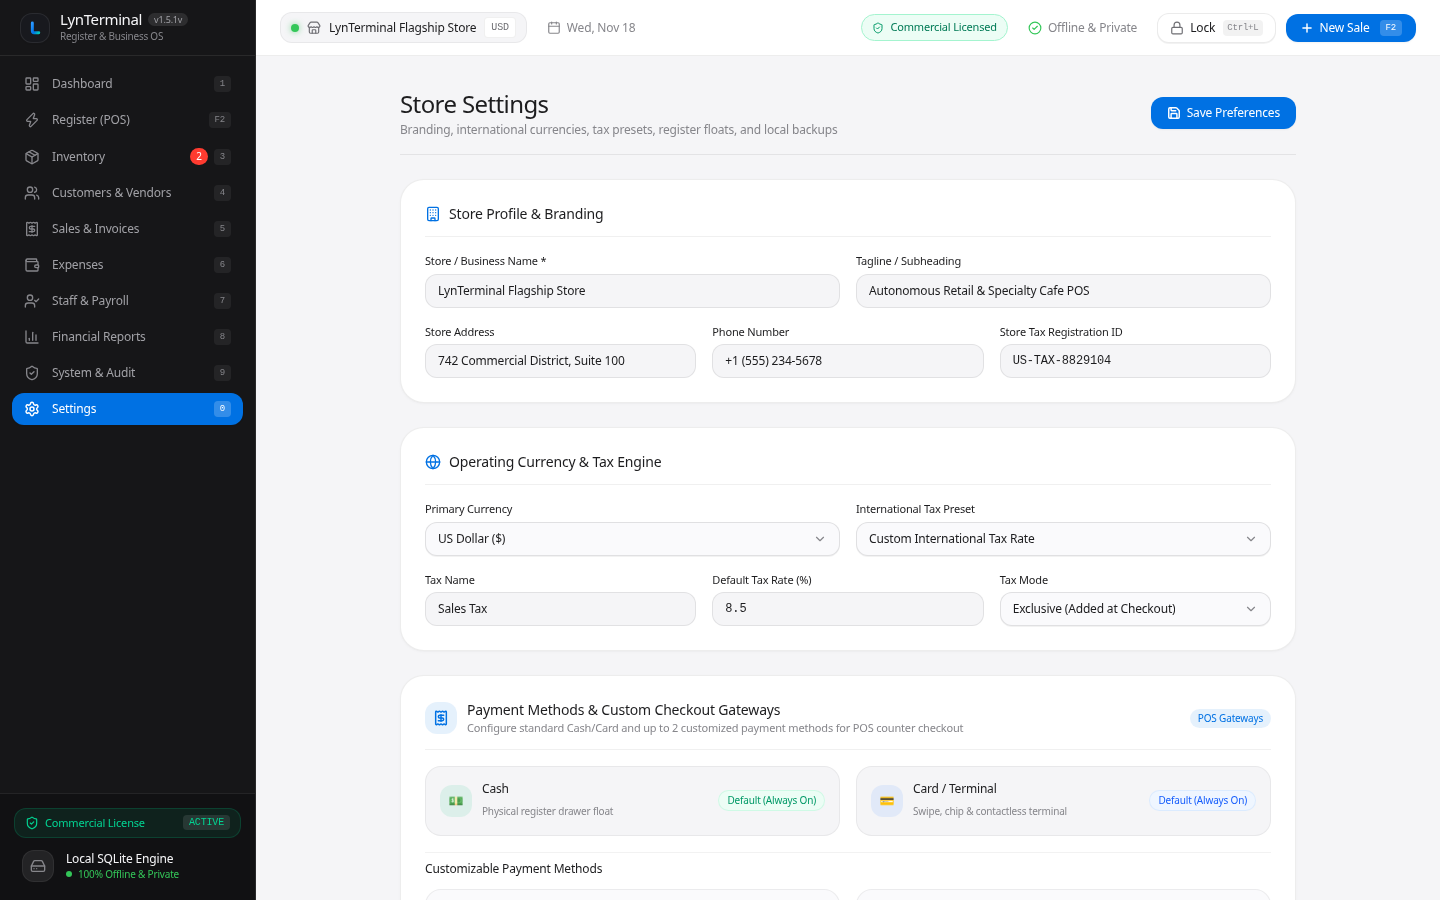 LynTerminal v1.5.1v
Register & Business OS
Dashboard 1
Register (POS) F2
Inventory 2 3
Customers & Vendors 4
Sales & Invoices 5
Expenses 6
Staff & Payroll 7
Financial Reports 8
System & Audit 9
Settings 0
Commercial License ACTIVE
Local SQLite Engine
100% Offline & Private
LynTerminal Flagship Store USD
Wed, Nov 18
Commercial Licensed
Offline & Private
Lock Ctrl+L
New Sale F2
Store Settings
Branding, international currencies, tax presets, register floats, and local backups
Save Preferences
Store Profile & Branding
Store / Business Name *
LynTerminal Flagship Store
Tagline / Subheading
Autonomous Retail & Specialty Cafe POS
Store Address
742 Commercial District, Suite 100
Phone Number
+1 (555) 234-5678
Store Tax Registration ID
US-TAX-8829104
Operating Currency & Tax Engine
Primary Currency
US Dollar ($)
International Tax Preset
Custom International Tax Rate
Tax Name
Sales Tax
Default Tax Rate (%)
8.5
Tax Mode
Exclusive (Added at Checkout)
Payment Methods & Custom Checkout Gateways
Configure standard Cash/Card and up to 2 customized payment methods for POS counter checkout
POS Gateways
Cash
Physical register drawer float
Default (Always On)
Card / Terminal
Swipe, chip & contactless terminal
Default (Always On)
Customizable Payment Methods